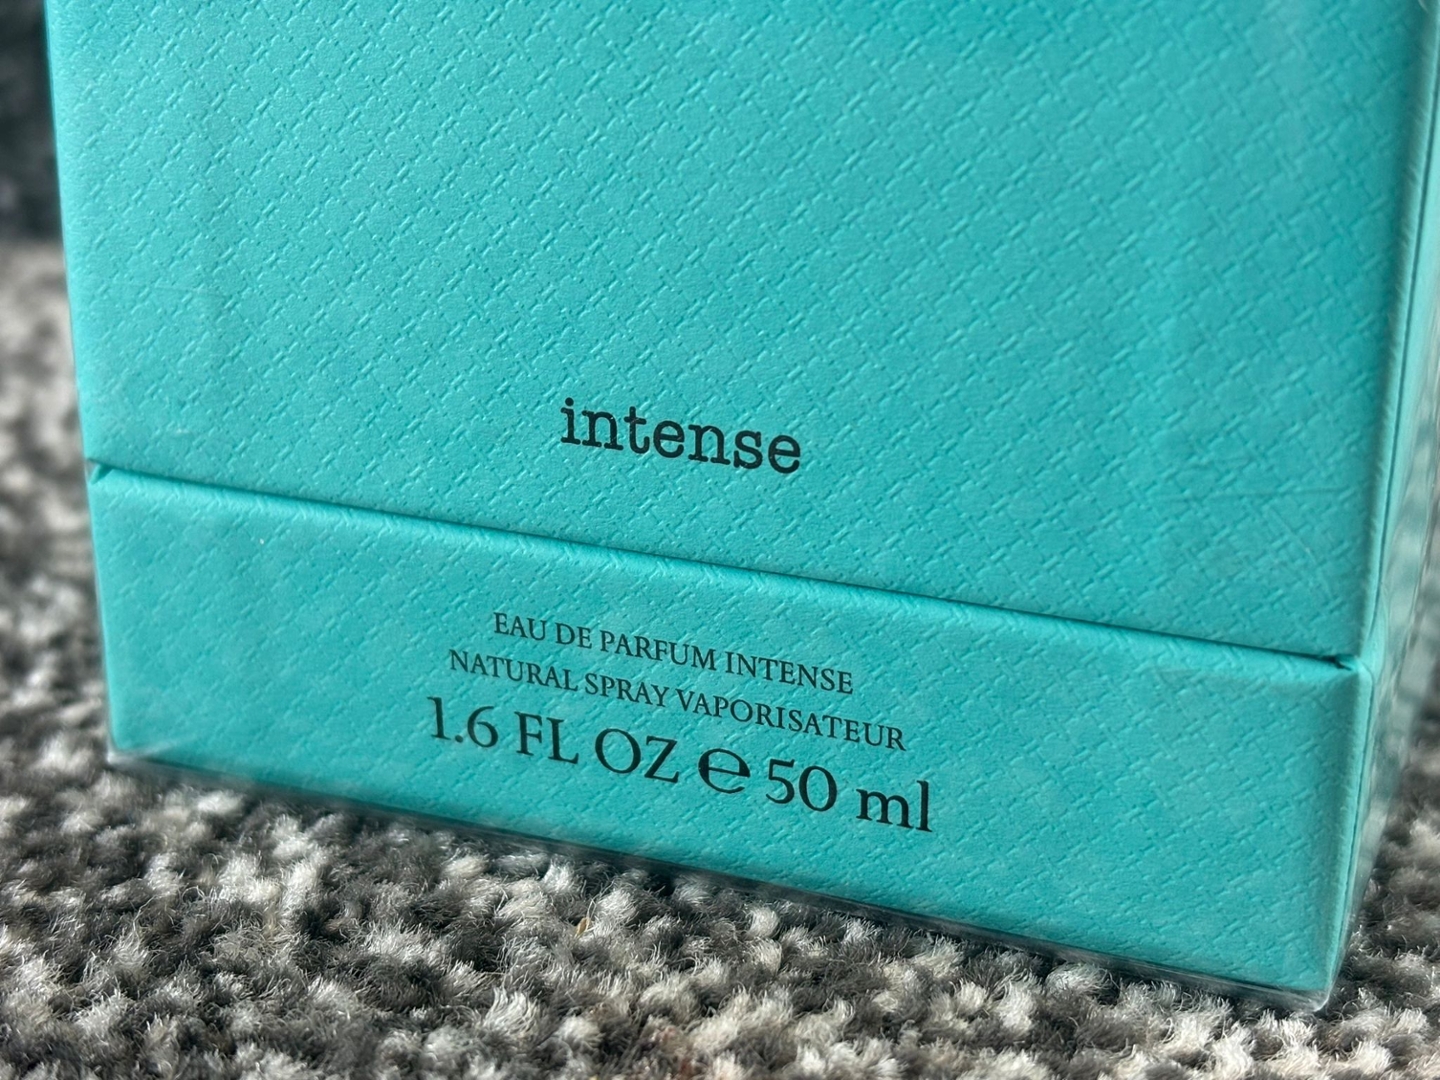 intense
EAU DE PARFUM INTENSE
NATURAL SPRAY VAPORISATEUR
1.6 FL OZ ℮ 50 ml